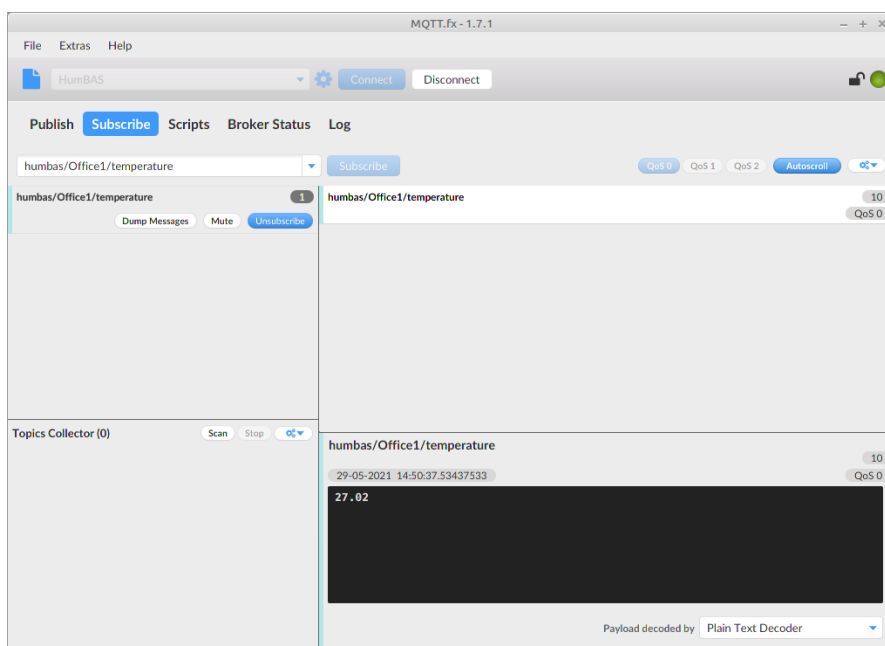 MQTT.fx - 1.7.1
File Extras Help
HumBAS Connect Disconnect
Publish Subscribe Scripts Broker Status Log
humbas/Office1/temperature Subscribe QoS 0 QoS 1 QoS 2 Autoscroll
humbas/Office1/temperature 1
Dump Messages Mute Unsubscribe
humbas/Office1/temperature 10
QoS 0
Topics Collector (0) Scan Stop
humbas/Office1/temperature
10
29-05-2021 14:50:37.53437533 QoS 0
27.02
Payload decoded by Plain Text Decoder